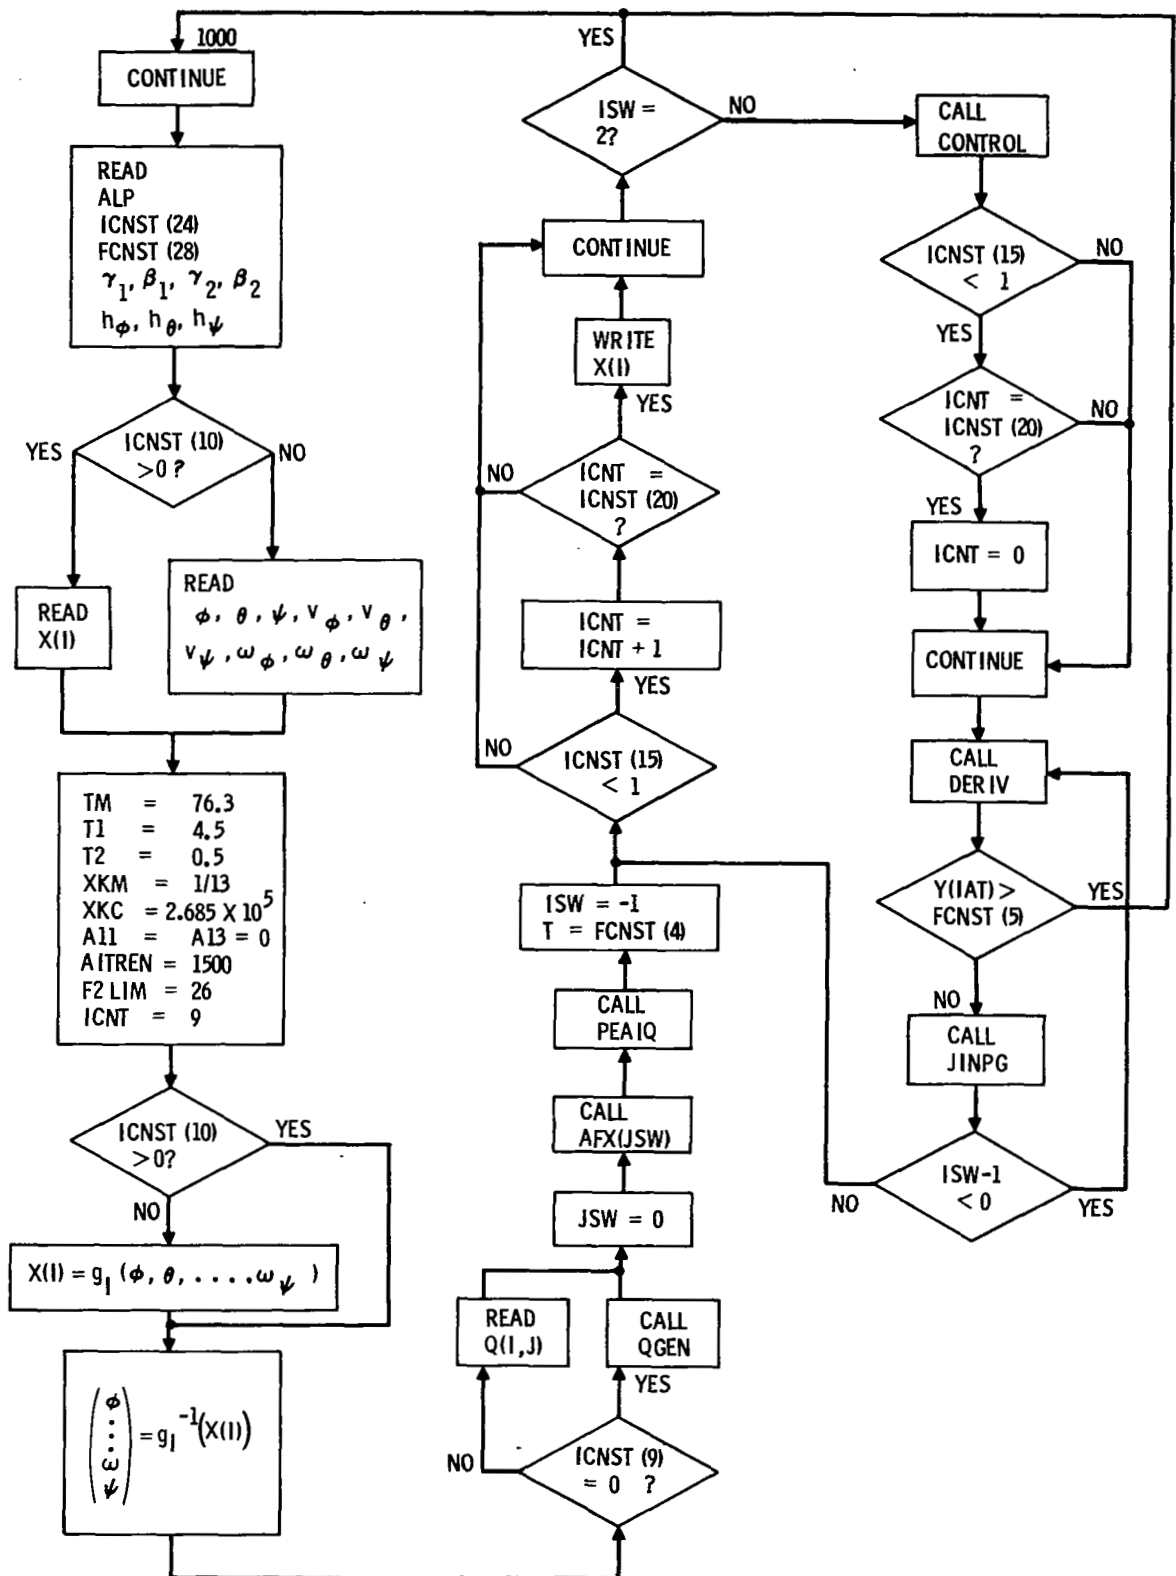 1000
CONTINUE
READ
ALP
ICNST (24)
FCNST (28)
γ₁, β₁, γ₂, β₂
hφ, hθ, hψ
ICNST (10)
>0 ?
YES
NO
READ
X(I)
READ
φ, θ, ψ, vφ, vθ,
vψ, ωφ, ωθ, ωψ
TM = 76.3
T1 = 4.5
T2 = 0.5
XKM = 1/13
XKC = 2.685 X 10⁵
A11 = A13 = 0
AITREN = 1500
F2 LIM = 26
ICNT = 9
ICNST (10)
>0?
YES
NO
X(I) = g₁ (φ, θ, . . . . ωψ )
φ
.
.
.
ω
ψ
= g₁⁻¹(X(I))
YES
ISW =
2?
NO
CONTINUE
WRITE
X(I)
YES
ICNT =
ICNST (20)
?
NO
ICNT =
ICNT + 1
YES
ICNST (15)
< 1
NO
ISW = -1
T = FCNST (4)
CALL
PEAIQ
CALL
AFX(JSW)
JSW = 0
READ
Q(I,J)
CALL
QGEN
YES
NO
ICNST (9)
= 0 ?
CALL
CONTROL
ICNST (15)
< 1
NO
YES
ICNT =
ICNST (20)
?
NO
YES
ICNT = 0
CONTINUE
CALL
DERIV
Y(IAT) >
FCNST (5)
YES
NO
CALL
JINPG
ISW-1
< 0
NO
YES